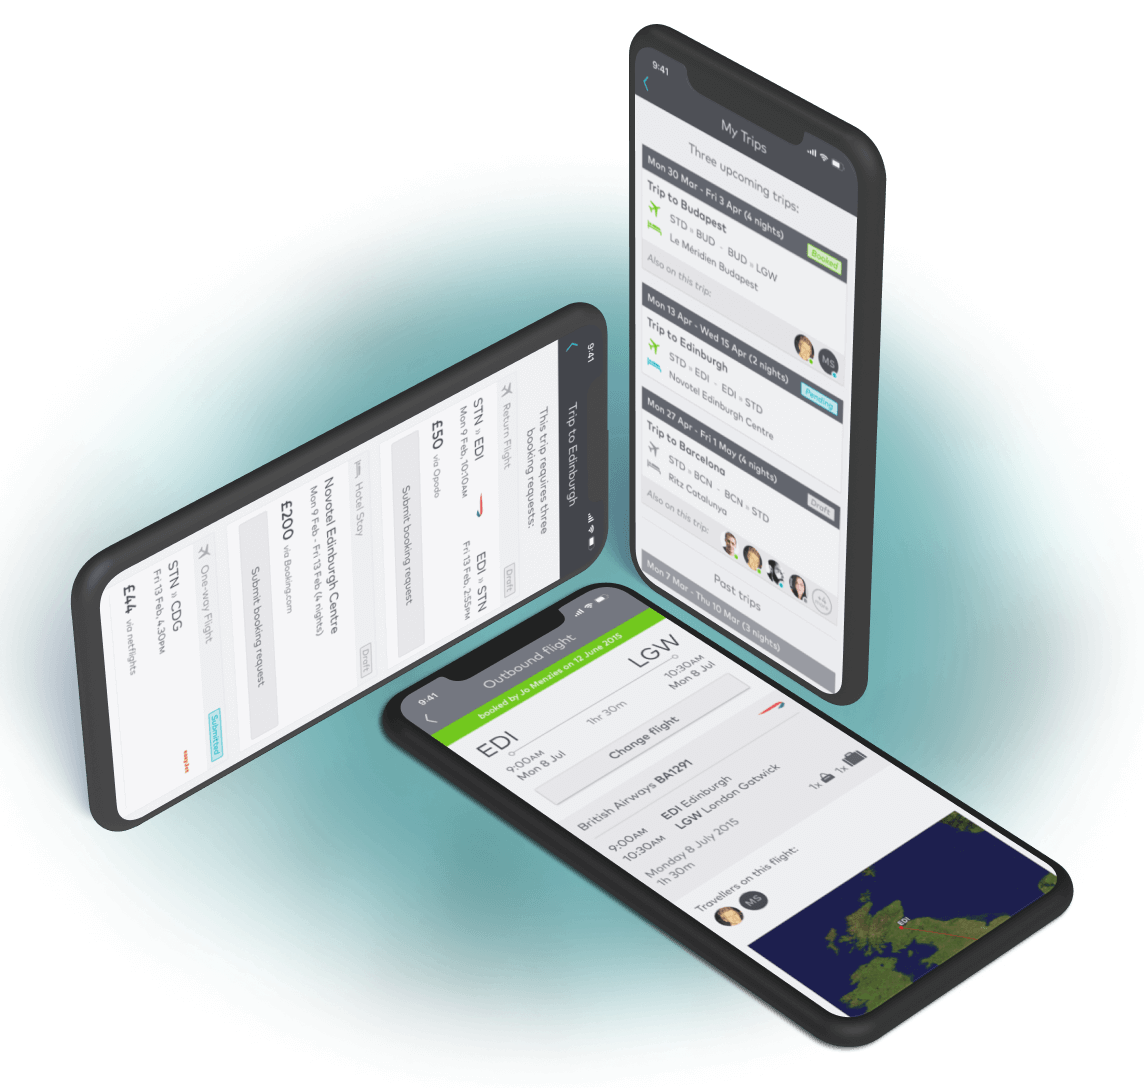 9:41
My Trips
Three upcoming trips:
Mon 30 Mar - Fri 3 Apr (4 nights)
Trip to Budapest
Booked
STD » BUD - BUD » LGW
Le Méridien Budapest
Also on this trip:
MS
Mon 13 Apr - Wed 15 Apr (2 nights)
Trip to Edinburgh
Pending
STD » EDI - EDI » STD
Novotel Edinburgh Centre
Mon 27 Apr - Fri 1 May (4 nights)
Trip to Barcelona
Draft
STD » BCN - BCN » STD
Ritz Catalunya
Also on this trip:
Past trips
Mon 7 Mar - Thu 10 Mar (3 nights)
9:41
Trip to Edinburgh
This trip requires three
booking requests:
Return Flight
Draft
STN » EDI
EDI » STN
Mon 9 Feb, 10:10AM
Fri 13 Feb, 2:55PM
£50 via Opodo
Submit booking request
Hotel Stay
Draft
Novotel Edinburgh Centre
Mon 9 Feb - Fri 13 Feb (4 nights)
£200 via Booking.com
Submit booking request
One-way Flight
Submitted
STN » CDG
Fri 13 Feb, 4.30PM
easyJet
£44 via netflights
9:41
Outbound flight
booked by Jo Menzies on 12 June 2015
EDI
LGW
9:00AM
10:30AM
Mon 8 Jul
Mon 8 Jul
1hr 30m
Change flight
British Airways BA1291
9:00AM EDI Edinburgh
10:30AM LGW London Gatwick
Monday 8 July 2015
1h 30m
1x
1x
Travellers on this flight:
MS
EDI